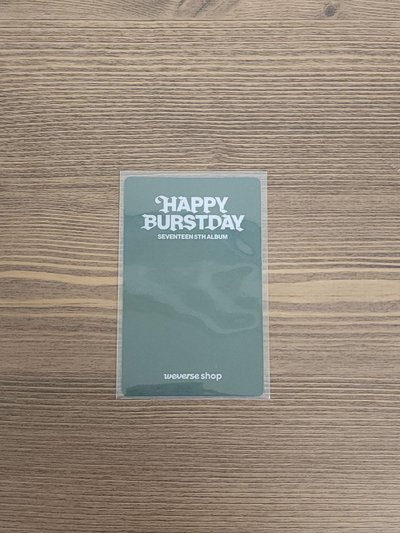 HAPPY
BURSTDAY
SEVENTEEN 5TH ALBUM
weverse shop